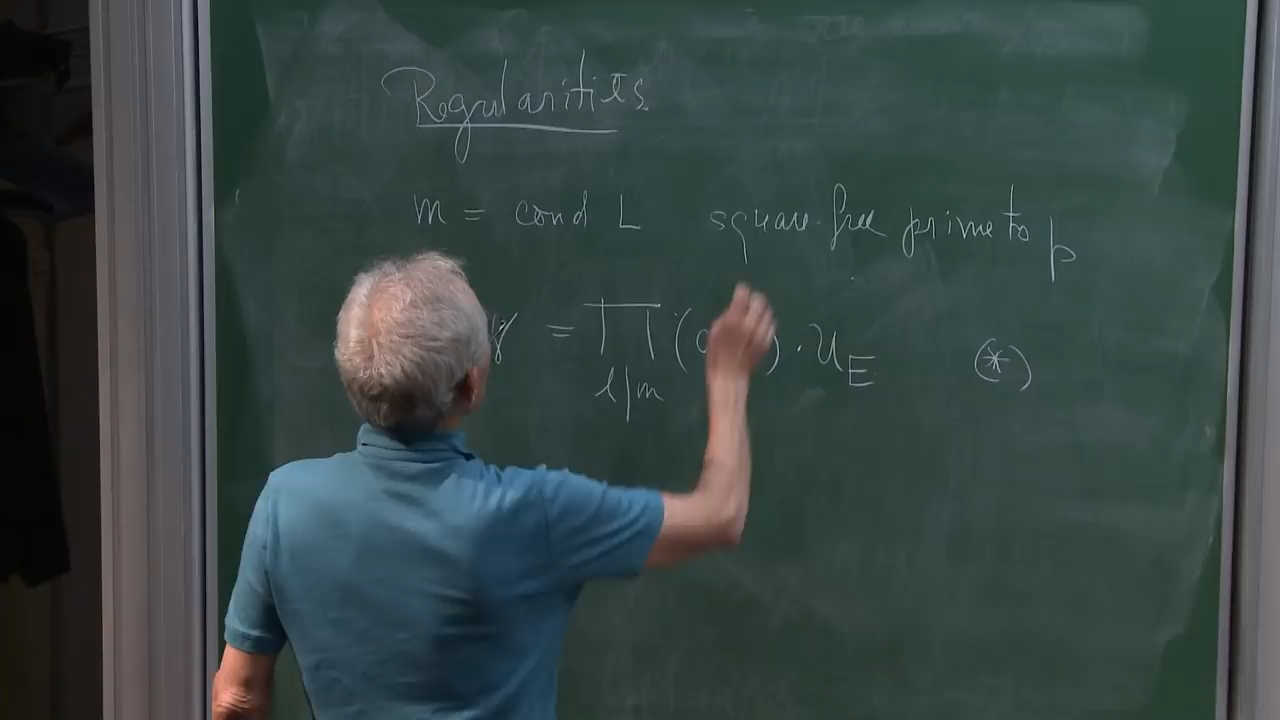 Regularities
m = cond L square-free prime to p
= ∏ ( ) · u_E (*)
l|m